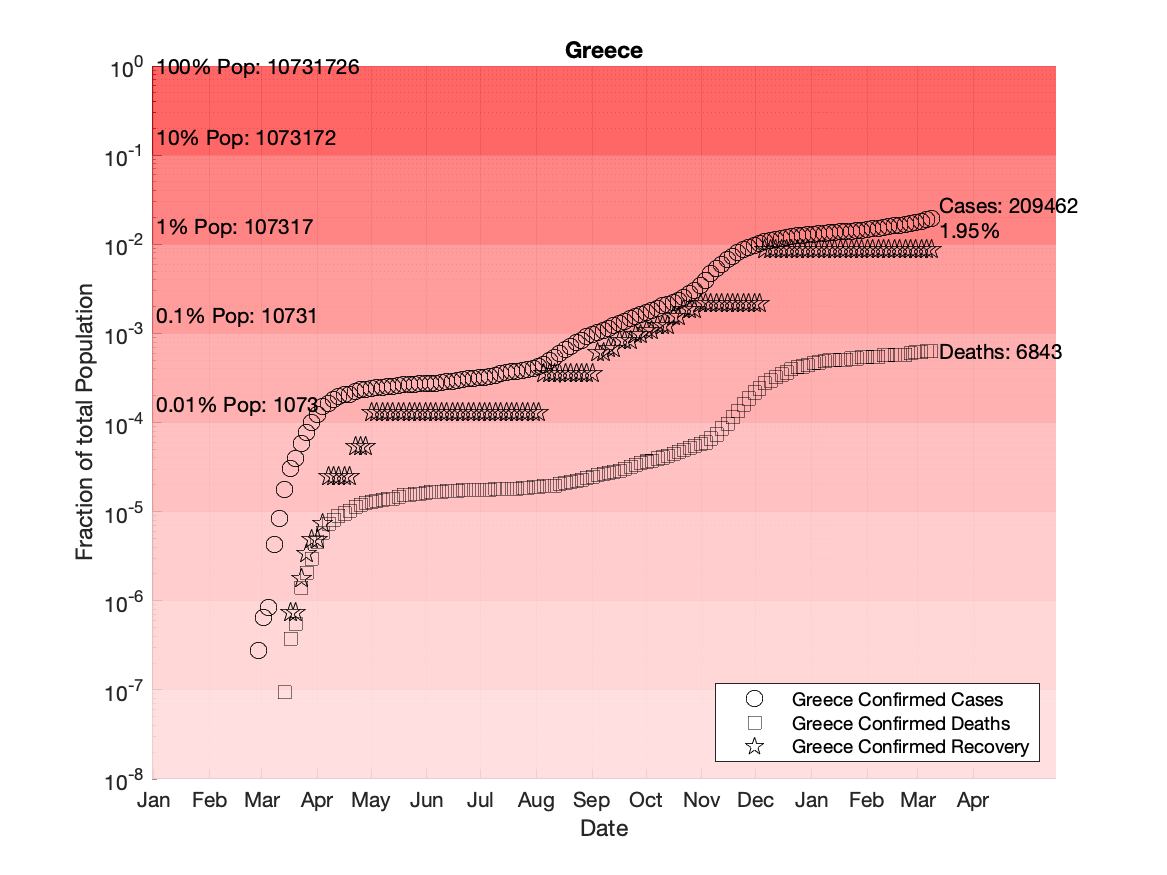 Greece
10^0
100% Pop: 10731726
10% Pop: 1073172
10^-1
1% Pop: 107317
Cases: 209462
1.95%
10^-2
0.1% Pop: 10731
10^-3
Deaths: 6843
0.01% Pop: 1073
10^-4
10^-5
10^-6
10^-7
10^-8
Fraction of total Population
Greece Confirmed Cases
Greece Confirmed Deaths
Greece Confirmed Recovery
Jan Feb Mar Apr May Jun Jul Aug Sep Oct Nov Dec Jan Feb Mar Apr
Date